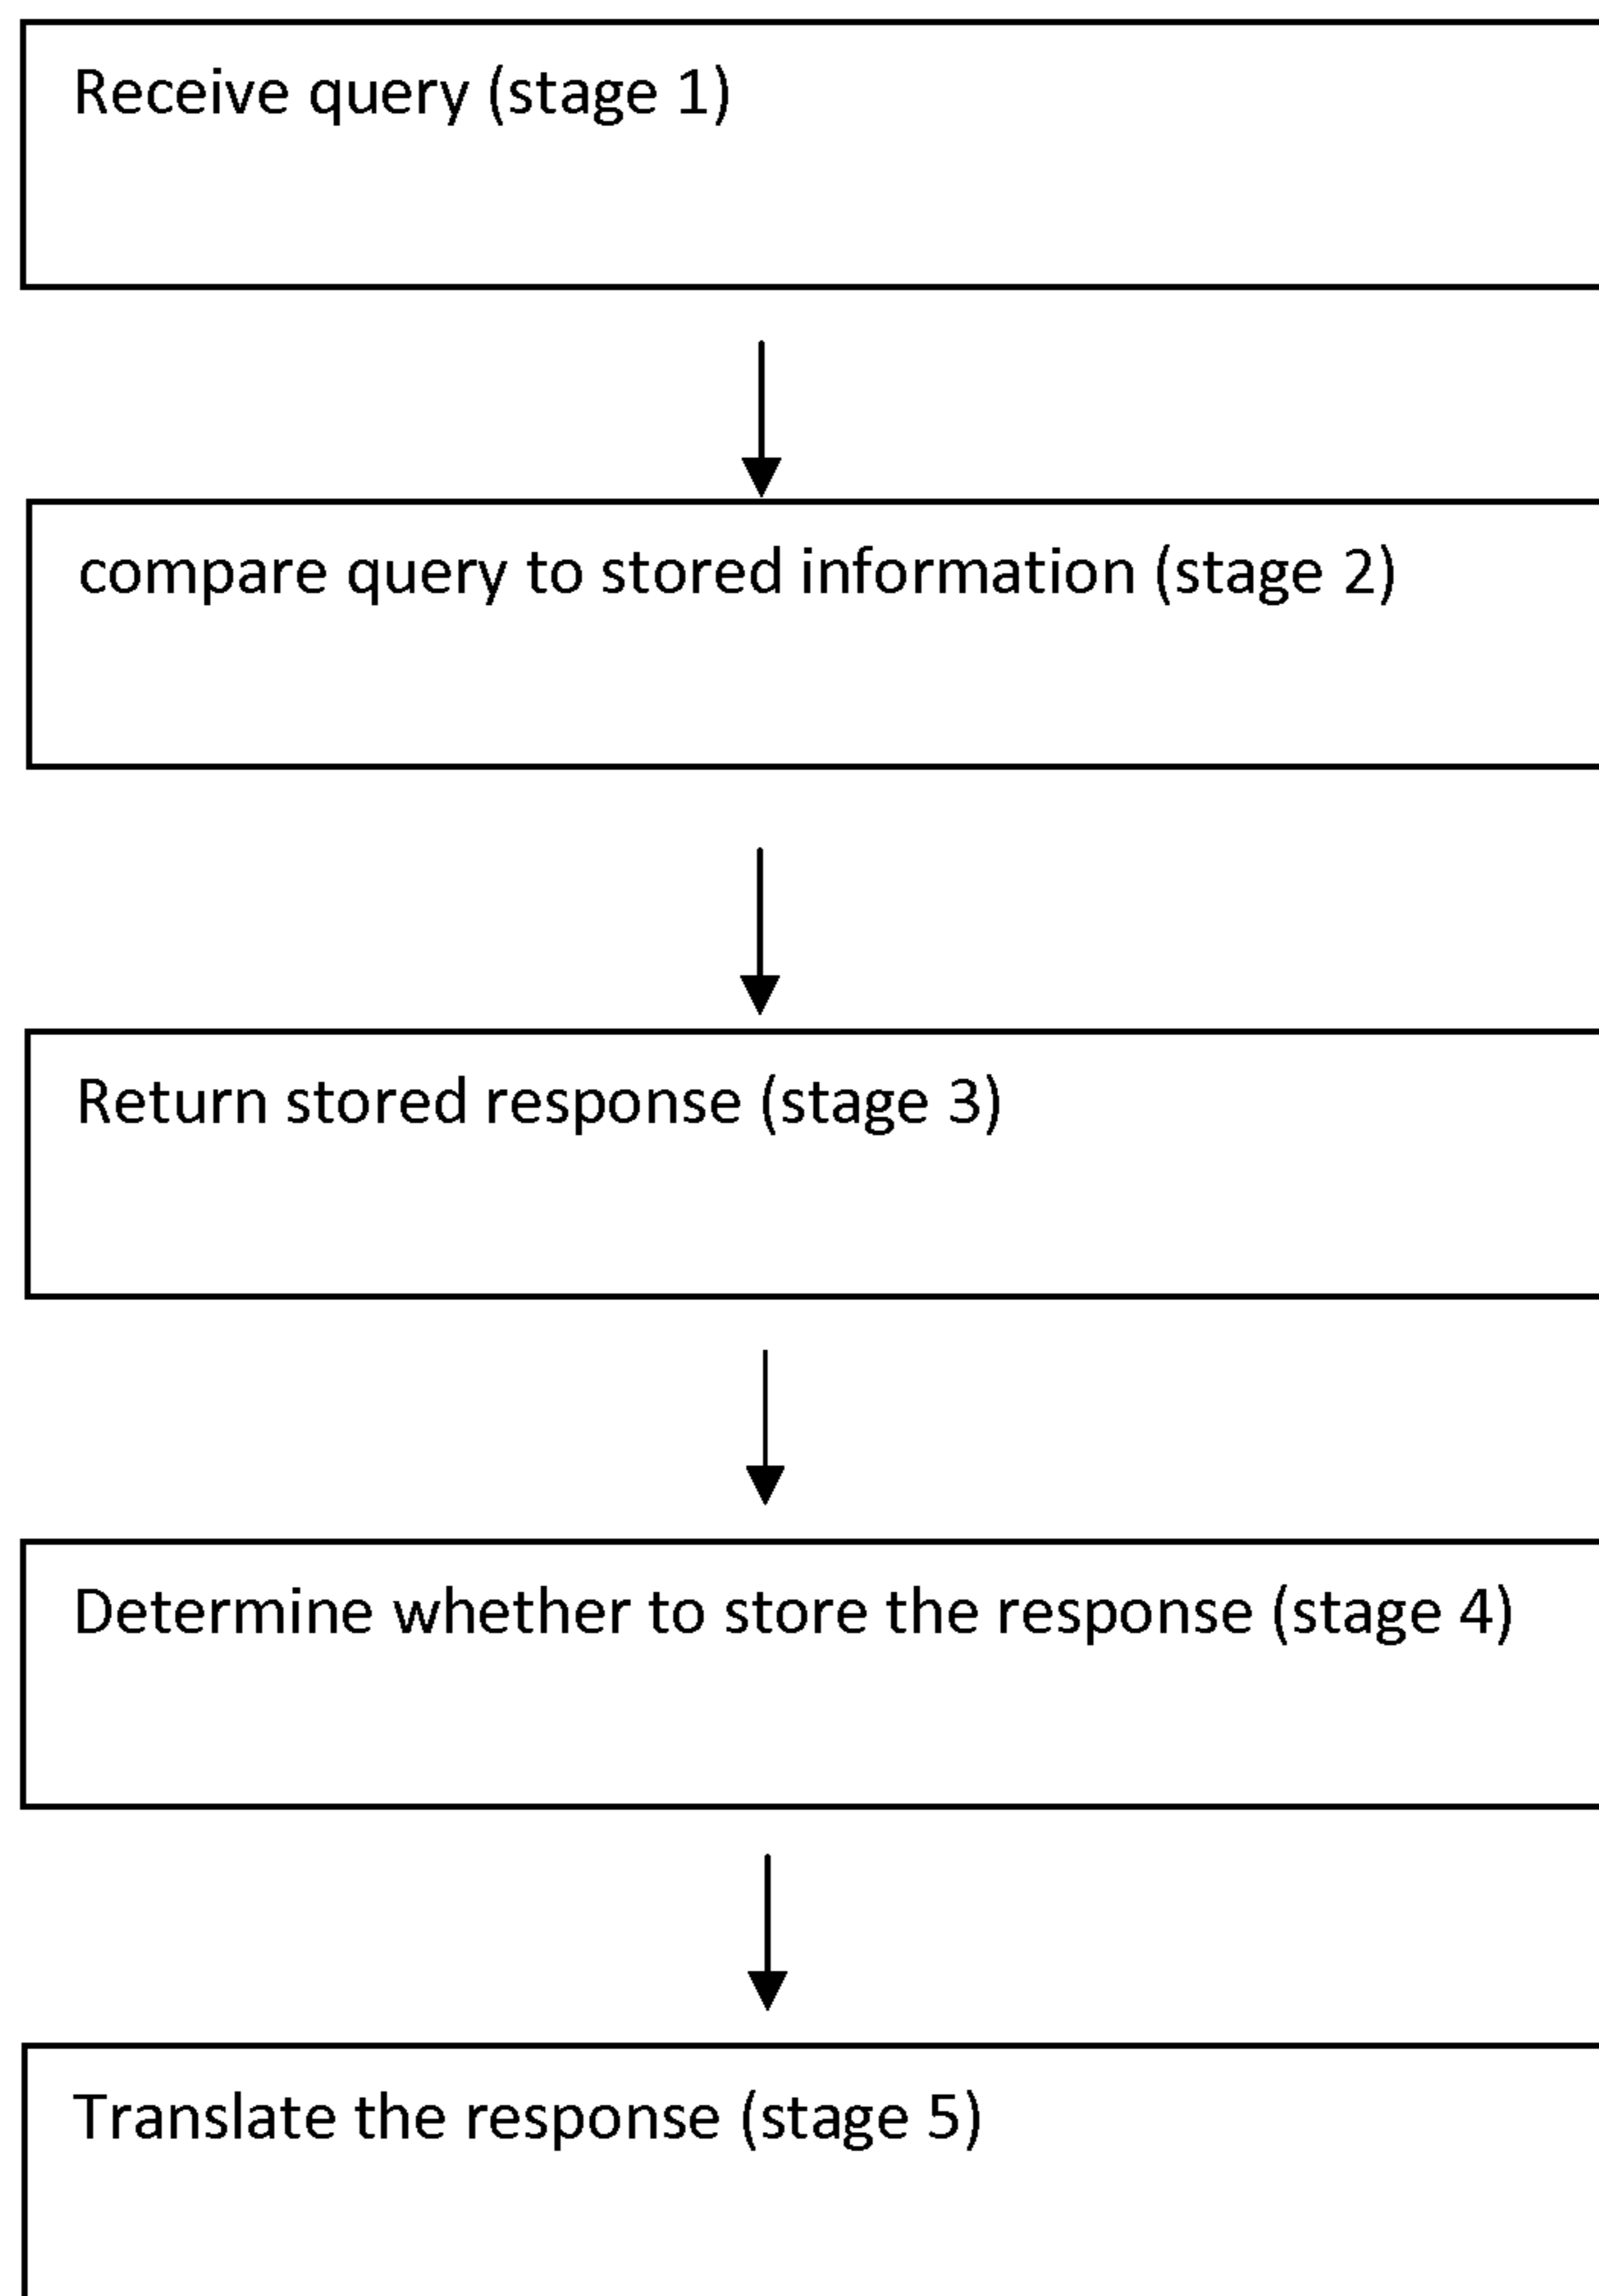 Receive query (stage 1)
compare query to stored information (stage 2)
Return stored response (stage 3)
Determine whether to store the response (stage 4)
Translate the response (stage 5)